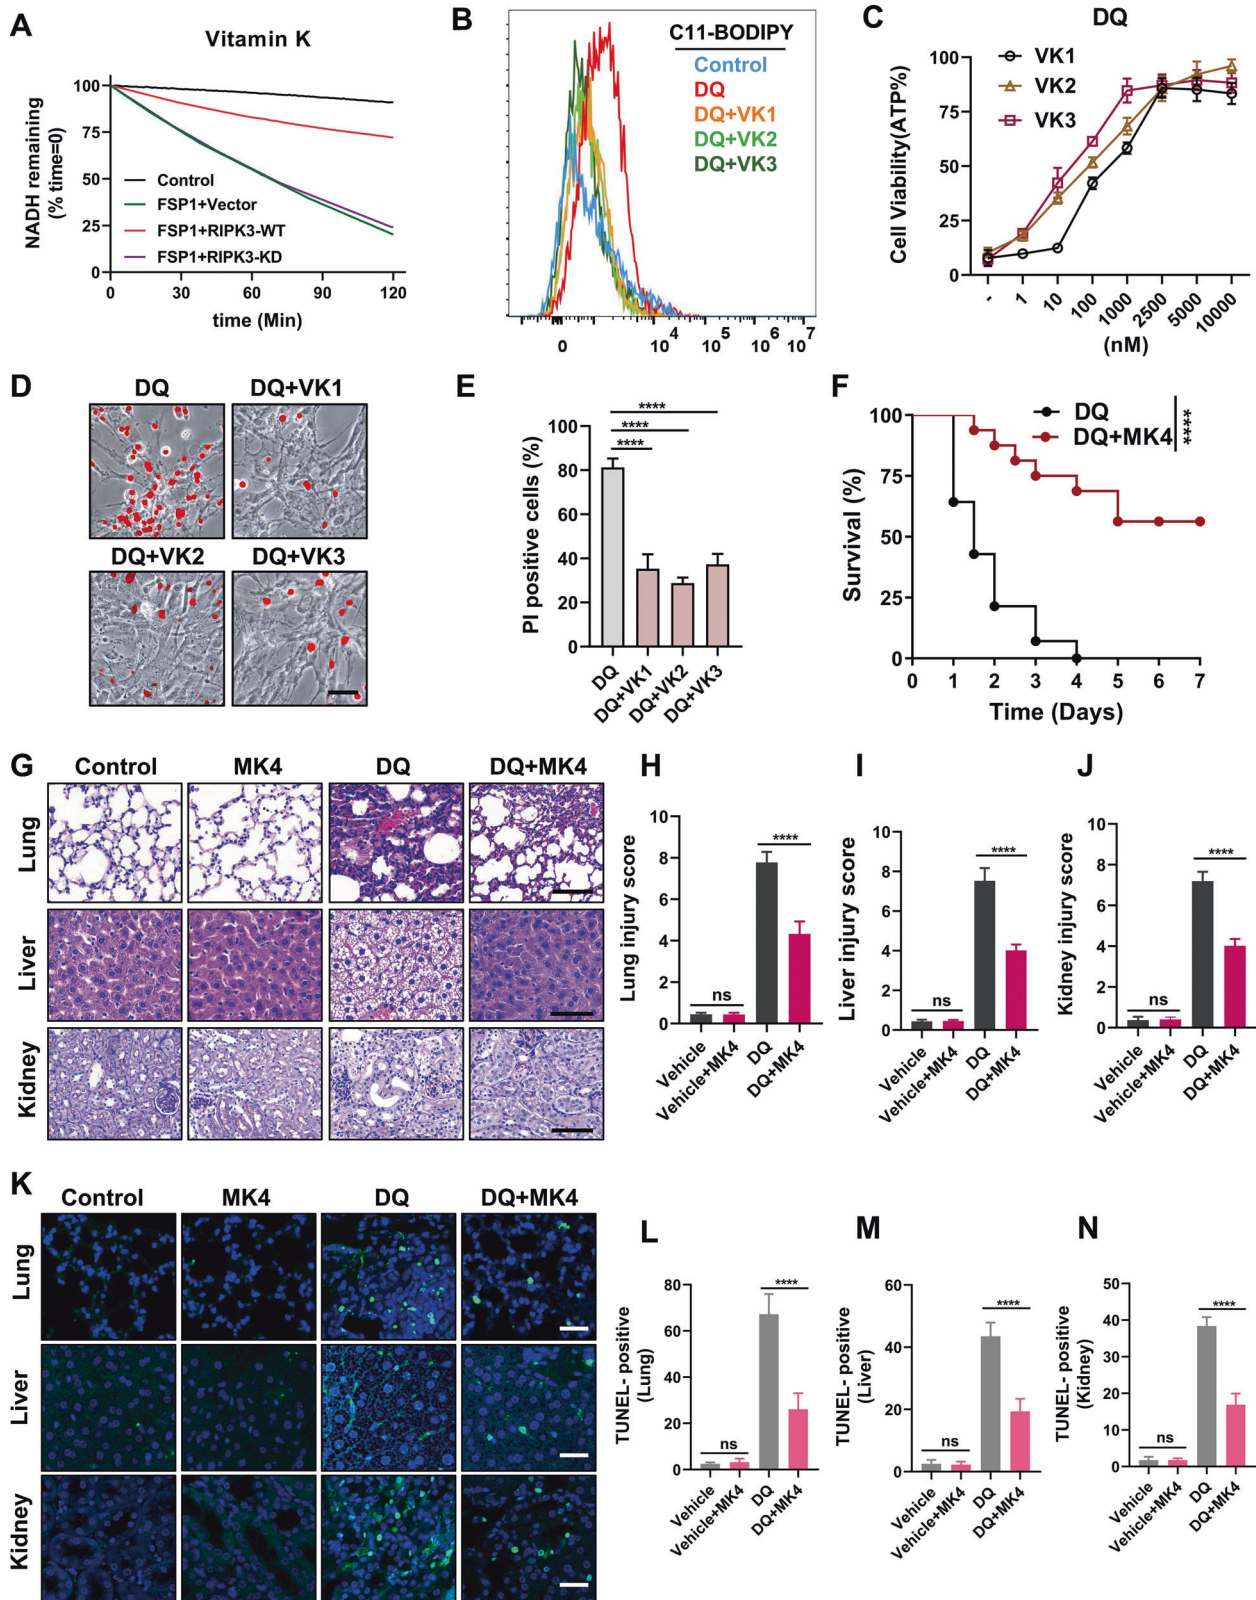 A
Vitamin K
NADH remaining
(% time=0)
100
75
50
25
0
Control
FSP1+Vector
FSP1+RIPK3-WT
FSP1+RIPK3-KD
0 30 60 90 120
time (Min)
B
C11-BODIPY
Control
DQ
DQ+VK1
DQ+VK2
DQ+VK3
0 10^4 10^5 10^6 10^7
C
DQ
Cell Viability(ATP%)
100
75
50
25
0
VK1
VK2
VK3
- 1 10 100 1000 2500 5000 10000
(nM)
D
DQ DQ+VK1
DQ+VK2 DQ+VK3
E
PI positive cells (%)
100
80
60
40
20
0
****
****
****
DQ DQ+VK1 DQ+VK2 DQ+VK3
F
Survival (%)
100
75
50
25
0
DQ
DQ+MK4
****
0 1 2 3 4 5 6 7
Time (Days)
G
Control MK4 DQ DQ+MK4
Lung
Liver
Kidney
H
Lung injury score
10
8
6
4
2
0
ns
****
Vehicle Vehicle+MK4 DQ DQ+MK4
I
Liver injury score
10
8
6
4
2
0
ns
****
Vehicle Vehicle+MK4 DQ DQ+MK4
J
Kidney injury score
10
8
6
4
2
0
ns
****
Vehicle Vehicle+MK4 DQ DQ+MK4
K
Control MK4 DQ DQ+MK4
Lung
Liver
Kidney
L
TUNEL- positive
(Lung)
80
60
40
20
0
ns
****
Vehicle Vehicle+MK4 DQ DQ+MK4
M
TUNEL- positive
(Liver)
60
40
20
0
ns
****
Vehicle Vehicle+MK4 DQ DQ+MK4
N
TUNEL- positive
(Kidney)
50
40
30
20
10
0
ns
****
Vehicle Vehicle+MK4 DQ DQ+MK4